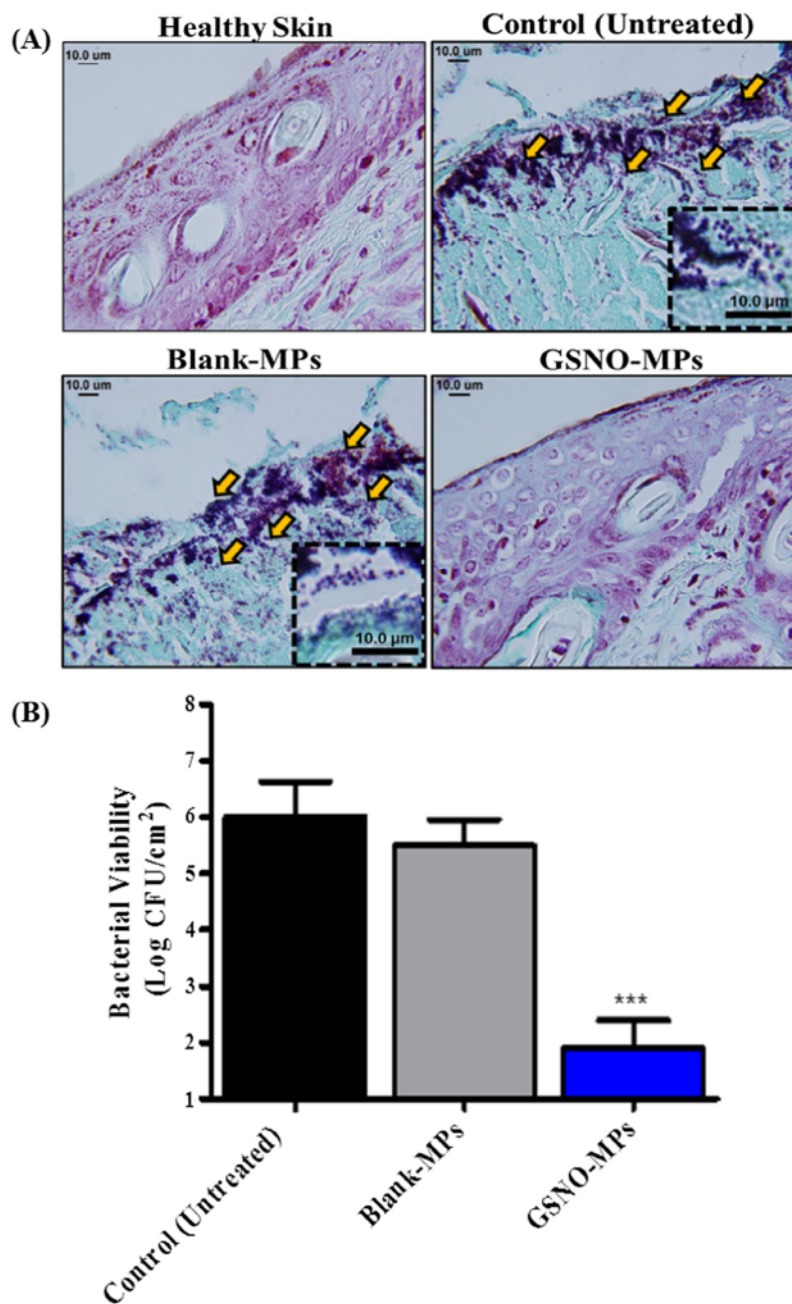 (A)
Healthy Skin
Control (Untreated)
10.0 um
10.0 um
10.0 µm
Blank-MPs
GSNO-MPs
10.0 um
10.0 um
10.0 µm
(B)
Bacterial Viability
(Log CFU/cm²)
8
7
6
5
4
3
2
1
***
Control (Untreated)
Blank-MPs
GSNO-MPs